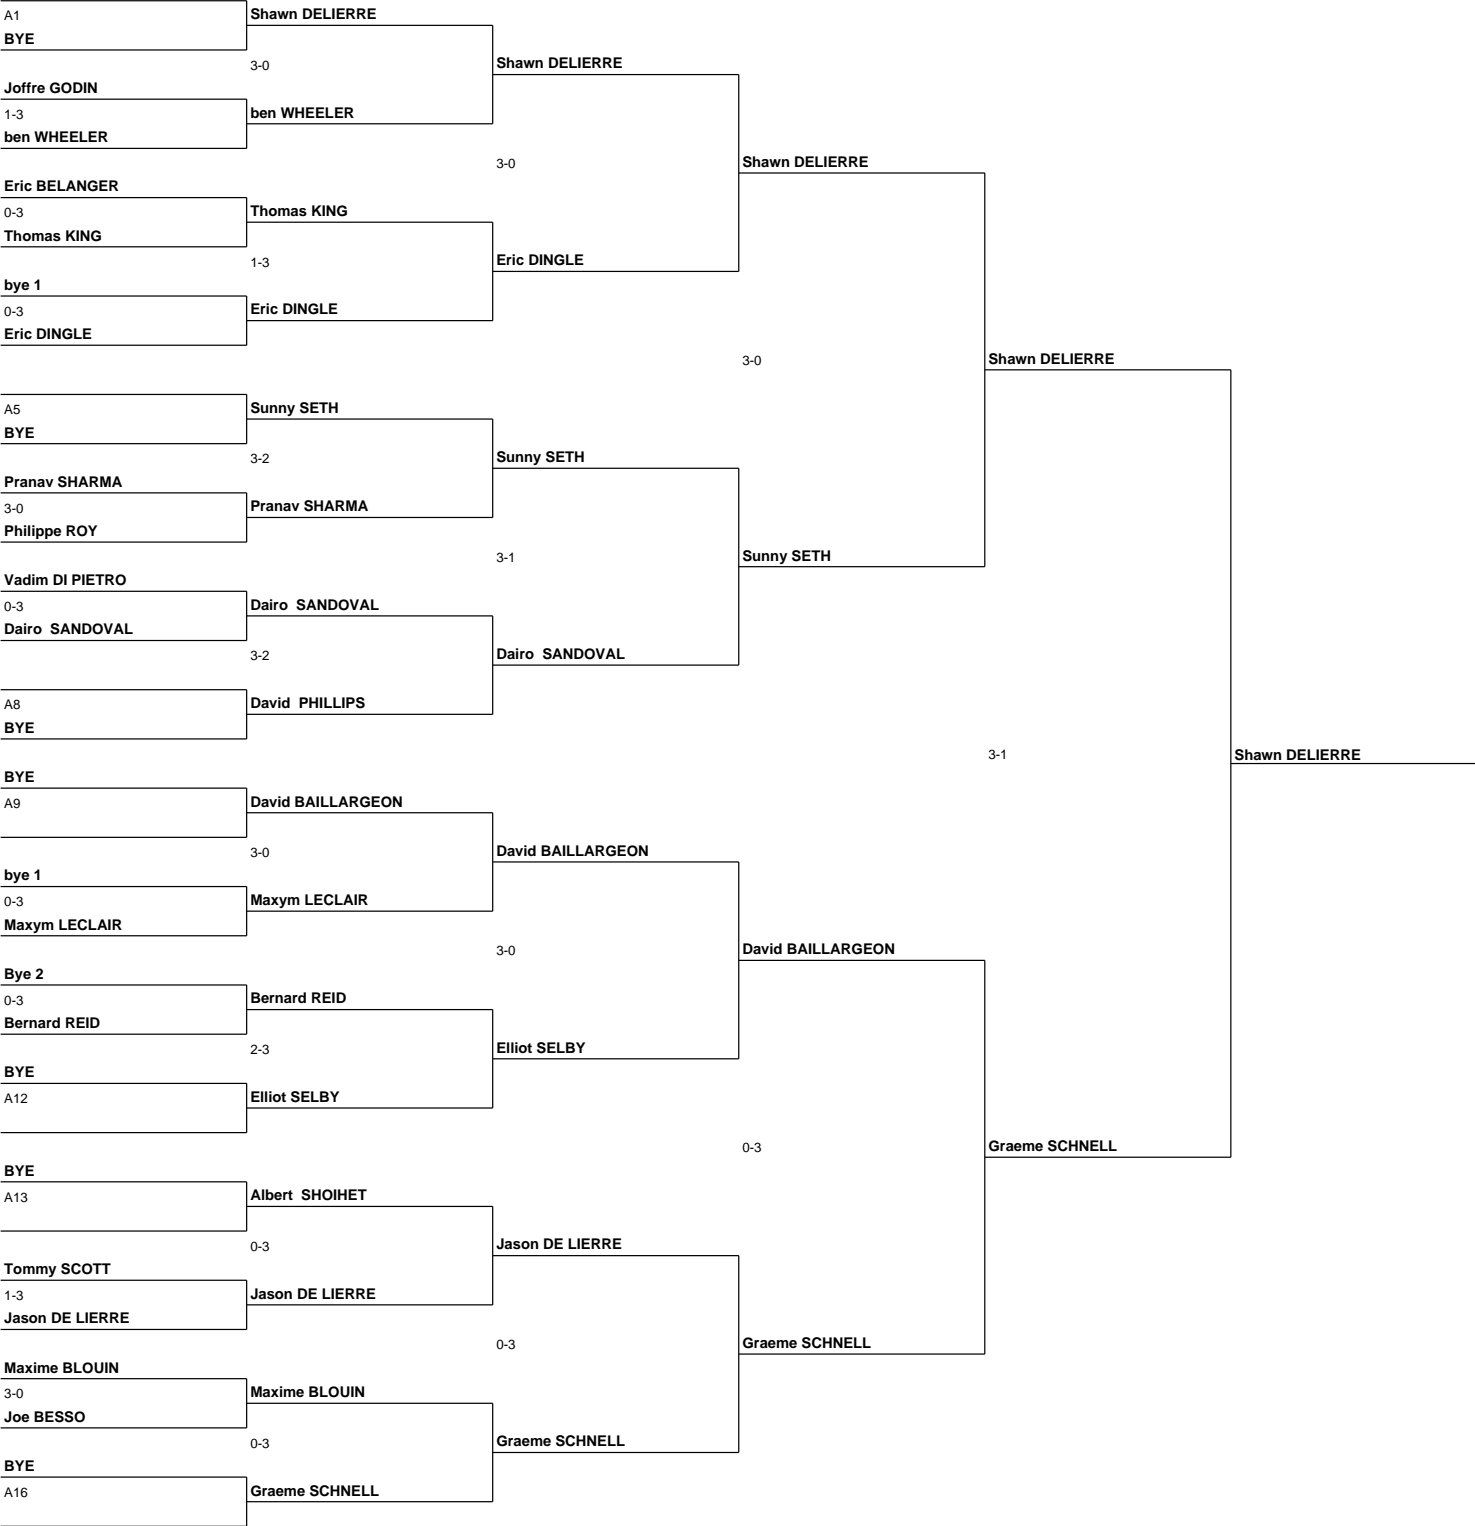 A1
Shawn DELIERRE
BYE
3-0
Shawn DELIERRE
Joffre GODIN
1-3
ben WHEELER
ben WHEELER
3-0
Shawn DELIERRE
Eric BELANGER
0-3
Thomas KING
Thomas KING
1-3
Eric DINGLE
bye 1
0-3
Eric DINGLE
Eric DINGLE
3-0
Shawn DELIERRE
A5
Sunny SETH
BYE
3-2
Sunny SETH
Pranav SHARMA
3-0
Pranav SHARMA
Philippe ROY
3-1
Sunny SETH
Vadim DI PIETRO
0-3
Dairo  SANDOVAL
Dairo  SANDOVAL
3-2
Dairo  SANDOVAL
A8
David  PHILLIPS
BYE
3-1
Shawn DELIERRE
BYE
A9
David BAILLARGEON
3-0
David BAILLARGEON
bye 1
0-3
Maxym LECLAIR
Maxym LECLAIR
3-0
David BAILLARGEON
Bye 2
0-3
Bernard REID
Bernard REID
2-3
Elliot SELBY
BYE
A12
Elliot SELBY
0-3
Graeme SCHNELL
BYE
A13
Albert  SHOIHET
0-3
Jason DE LIERRE
Tommy SCOTT
1-3
Jason DE LIERRE
Jason DE LIERRE
0-3
Graeme SCHNELL
Maxime BLOUIN
3-0
Maxime BLOUIN
Joe BESSO
0-3
Graeme SCHNELL
BYE
A16
Graeme SCHNELL